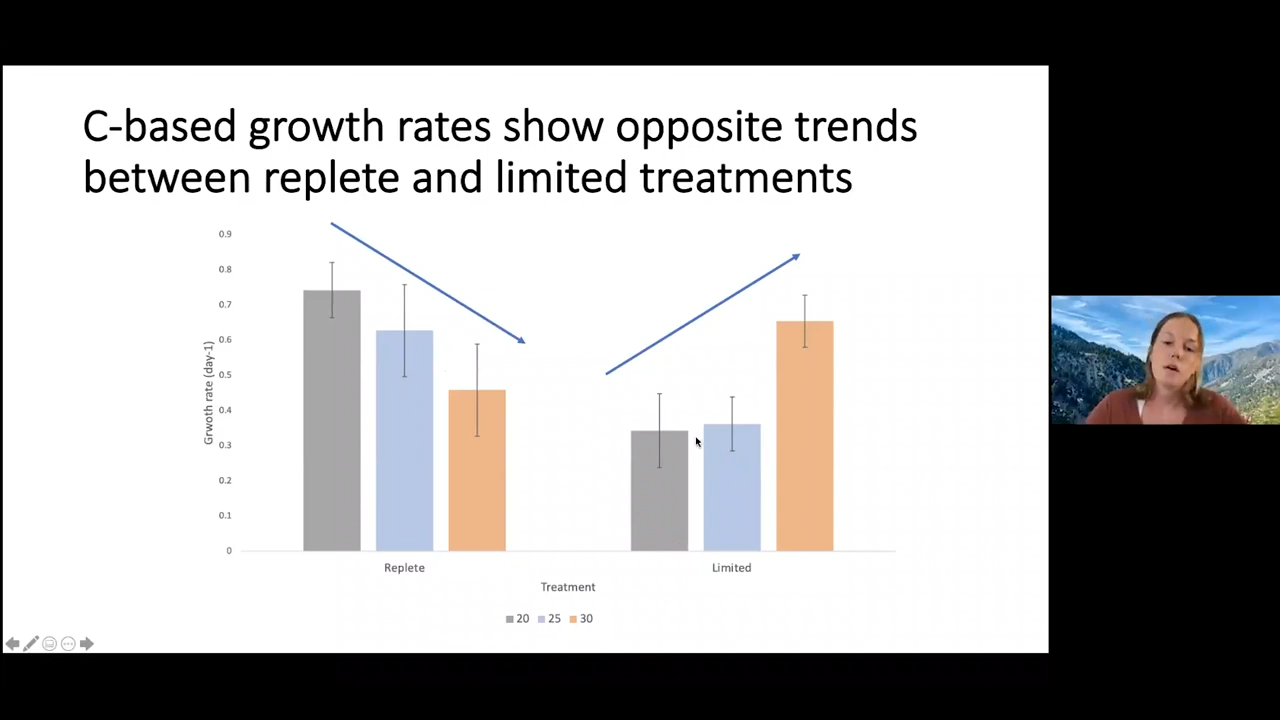 C-based growth rates show opposite trends
between replete and limited treatments
0.9
0.8
0.7
0.6
0.5
0.4
0.3
0.2
0.1
0
Grwoth rate (day-1)
Replete
Limited
Treatment
20 25 30